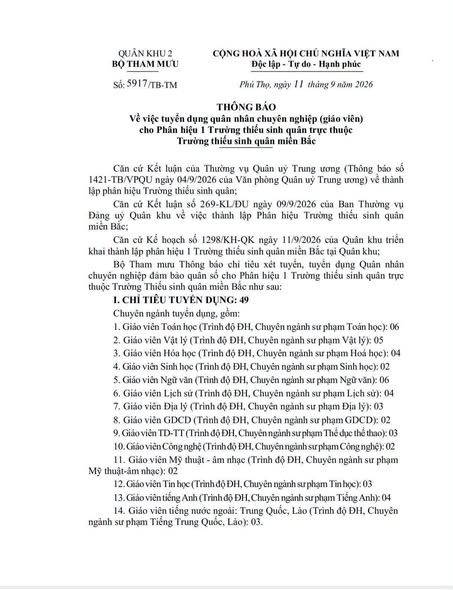 QUÂN KHU 2
BỘ THAM MƯU
CỘNG HOÀ XÃ HỘI CHỦ NGHĨA VIỆT NAM
Độc lập - Tự do - Hạnh phúc
Số: 5917/TB-TM
Phú Thọ, ngày 11 tháng 9 năm 2026
THÔNG BÁO
Về việc tuyển dụng quân nhân chuyên nghiệp (giáo viên)
cho Phân hiệu 1 Trường thiếu sinh quân trực thuộc
Trường thiếu sinh quân miền Bắc
Căn cứ Kết luận của Thường vụ Quân uỷ Trung ương (Thông báo số
1421-TB/VPQU ngày 04/9/2026 của Văn phòng Quân uỷ Trung ương) về thành
lập phân hiệu Trường thiếu sinh quân;
Căn cứ Kết luận số 269-KL/ĐU ngày 09/9/2026 của Ban Thường vụ
Đảng uỷ Quân khu về việc thành lập Phân hiệu Trường thiếu sinh quân
miền Bắc;
Căn cứ Kế hoạch số 1298/KH-QK ngày 11/9/2026 của Quân khu triển
khai thành lập Phân hiệu Trường thiếu sinh quân miền Bắc tại Quân khu;
Bộ Tham mưu Thông báo chỉ tiêu xét tuyển, tuyển dụng Quân nhân
chuyên nghiệp đảm bảo quân số cho Phân hiệu 1 Trường thiếu sinh quân trực
thuộc Trường Thiếu sinh quân miền Bắc như sau:
I. CHỈ TIÊU TUYỂN DỤNG: 49
Chuyên ngành tuyển dụng, gồm:
1. Giáo viên Toán học (Trình độ ĐH, Chuyên ngành sư phạm Toán học): 06
2. Giáo viên Vật lý (Trình độ ĐH, Chuyên ngành sư phạm Vật lý): 05
3. Giáo viên Hóa học (Trình độ ĐH, Chuyên ngành sư phạm Hoá học): 04
4. Giáo viên Sinh học (Trình độ ĐH, Chuyên ngành sư phạm Sinh học): 02
5. Giáo viên Ngữ văn (Trình độ ĐH, Chuyên ngành sư phạm Ngữ văn): 06
6. Giáo viên Lịch sử (Trình độ ĐH, Chuyên ngành sư phạm Lịch sử): 04
7. Giáo viên Địa lý (Trình độ ĐH, Chuyên ngành sư phạm Địa lý): 03
8. Giáo viên GDCD (Trình độ ĐH, Chuyên ngành sư phạm GDCD): 02
9. Giáo viên TD-TT (Trình độ ĐH, Chuyên ngành sư phạm Thể dục thể thao): 03
10. Giáo viên Công nghệ (Trình độ ĐH, Chuyên ngành sư phạm Công nghệ): 02
11. Giáo viên Mỹ thuật - âm nhạc (Trình độ ĐH, Chuyên ngành sư phạm
Mỹ thuật-âm nhạc): 02
12. Giáo viên Tin học (Trình độ ĐH, Chuyên ngành sư phạm Tin học): 03
13. Giáo viên tiếng Anh (Trình độ ĐH, Chuyên ngành sư phạm Tiếng Anh): 04
14. Giáo viên tiếng nước ngoài: Trung Quốc, Lào (Trình độ ĐH, Chuyên
ngành sư phạm Tiếng Trung Quốc, Lào): 03.